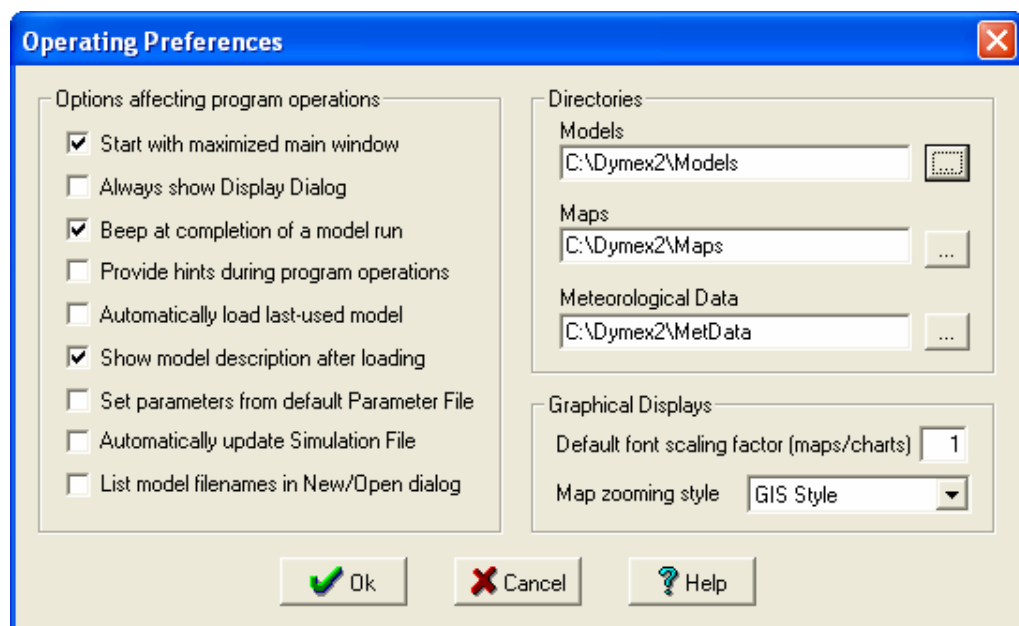 Operating Preferences
Options affecting program operations
Start with maximized main window
Always show Display Dialog
Beep at completion of a model run
Provide hints during program operations
Automatically load last-used model
Show model description after loading
Set parameters from default Parameter File
Automatically update Simulation File
List model filenames in New/Open dialog
Directories
Models
C:\Dymex2\Models
...
Maps
C:\Dymex2\Maps
...
Meteorological Data
C:\Dymex2\MetData
...
Graphical Displays
Default font scaling factor (maps/charts) 1
Map zooming style GIS Style
Ok Cancel ? Help